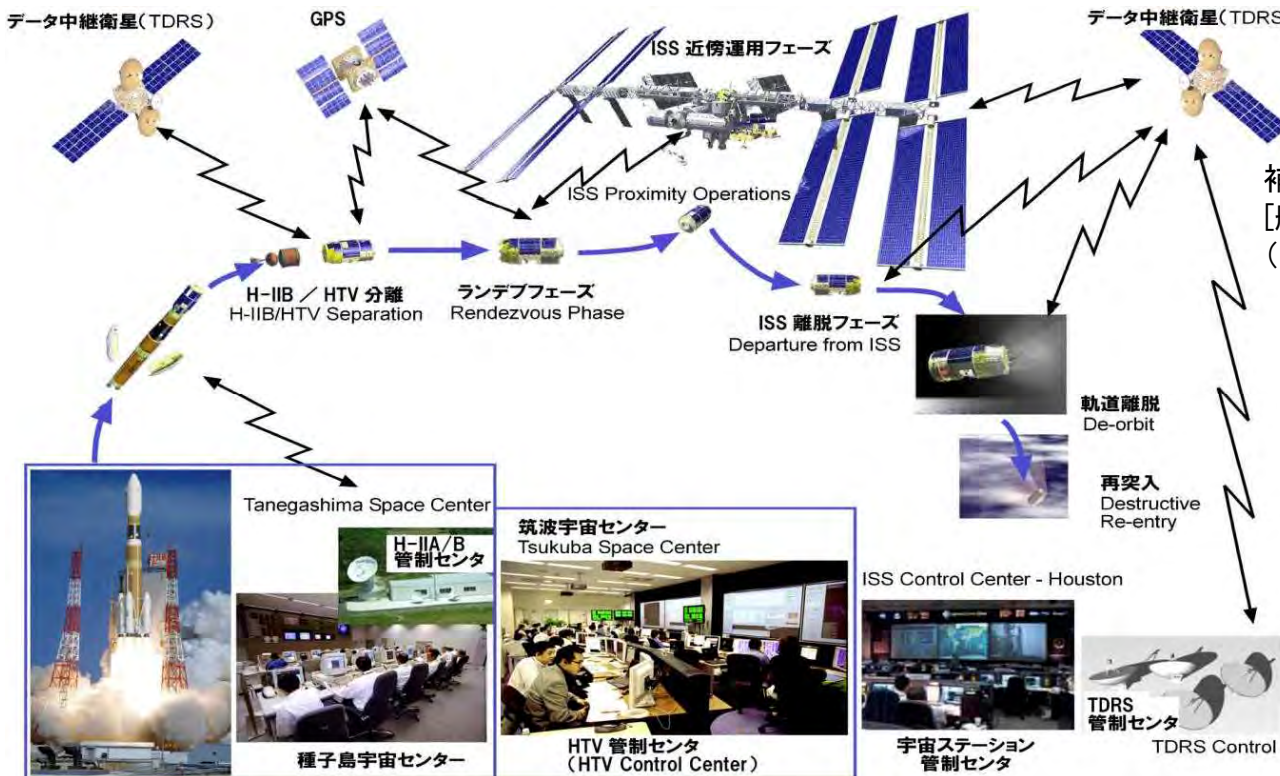 データ中継衛星(TDRS)
GPS
ISS 近傍運用フェーズ
データ中継衛星(TDRS
ISS Proximity Operations
H-IIB / HTV 分離
H-IIB/HTV Separation
ランデブフェーズ
Rendezvous Phase
ISS 離脱フェーズ
Departure from ISS
軌道離脱
De-orbit
再突入
Destructive
Re-entry
Tanegashima Space Center
H-IIA/B
管制センタ
種子島宇宙センター
筑波宇宙センター
Tsukuba Space Center
HTV 管制センタ
(HTV Control Center)
ISS Control Center - Houston
宇宙ステーション
管制センタ
TDRS
管制センタ
TDRS Control